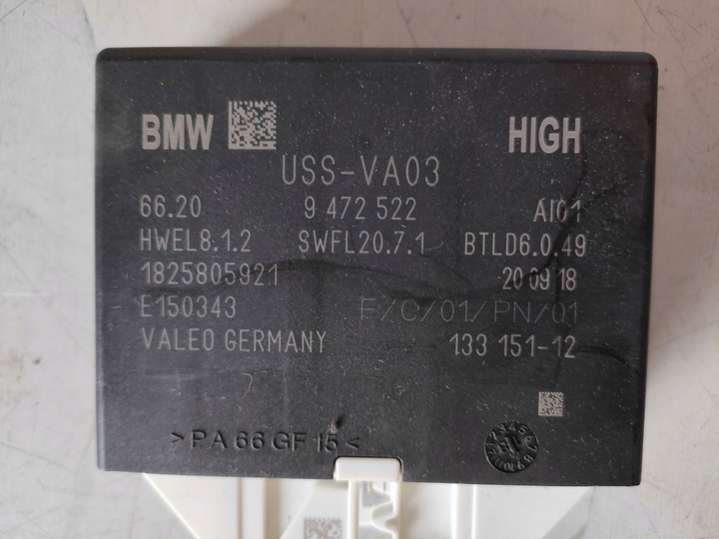 BMW HIGH
USS-VA03
66.20 9 472 522 AI01
HWEL8.1.2 SWFL20.7.1 BTLD6.0.49
1825805921 20 09 18
E150343 F/C/01/PN/01
VALEO GERMANY 133 151-12
>PA 66 GF 15<